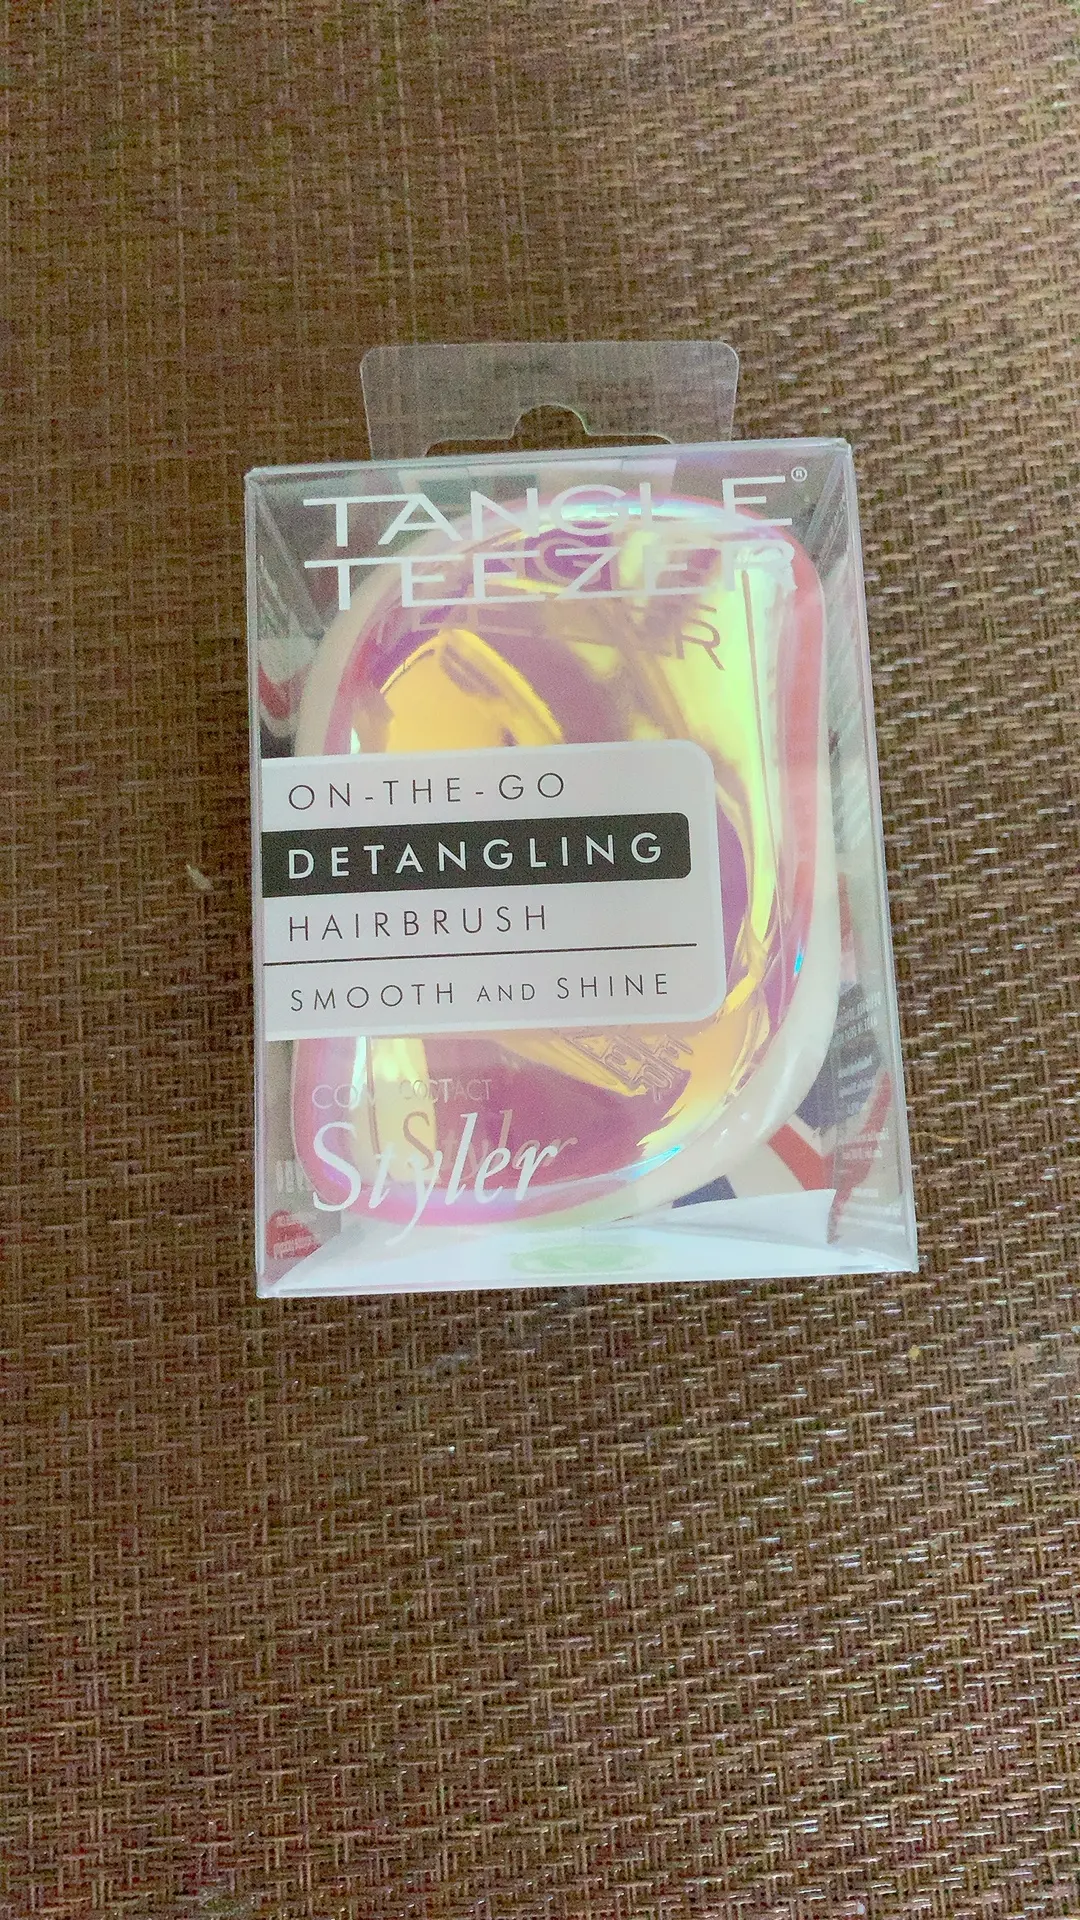 TANGLE®
TEEZER
ON-THE-GO
DETANGLING
HAIRBRUSH
SMOOTH AND SHINE
Styler